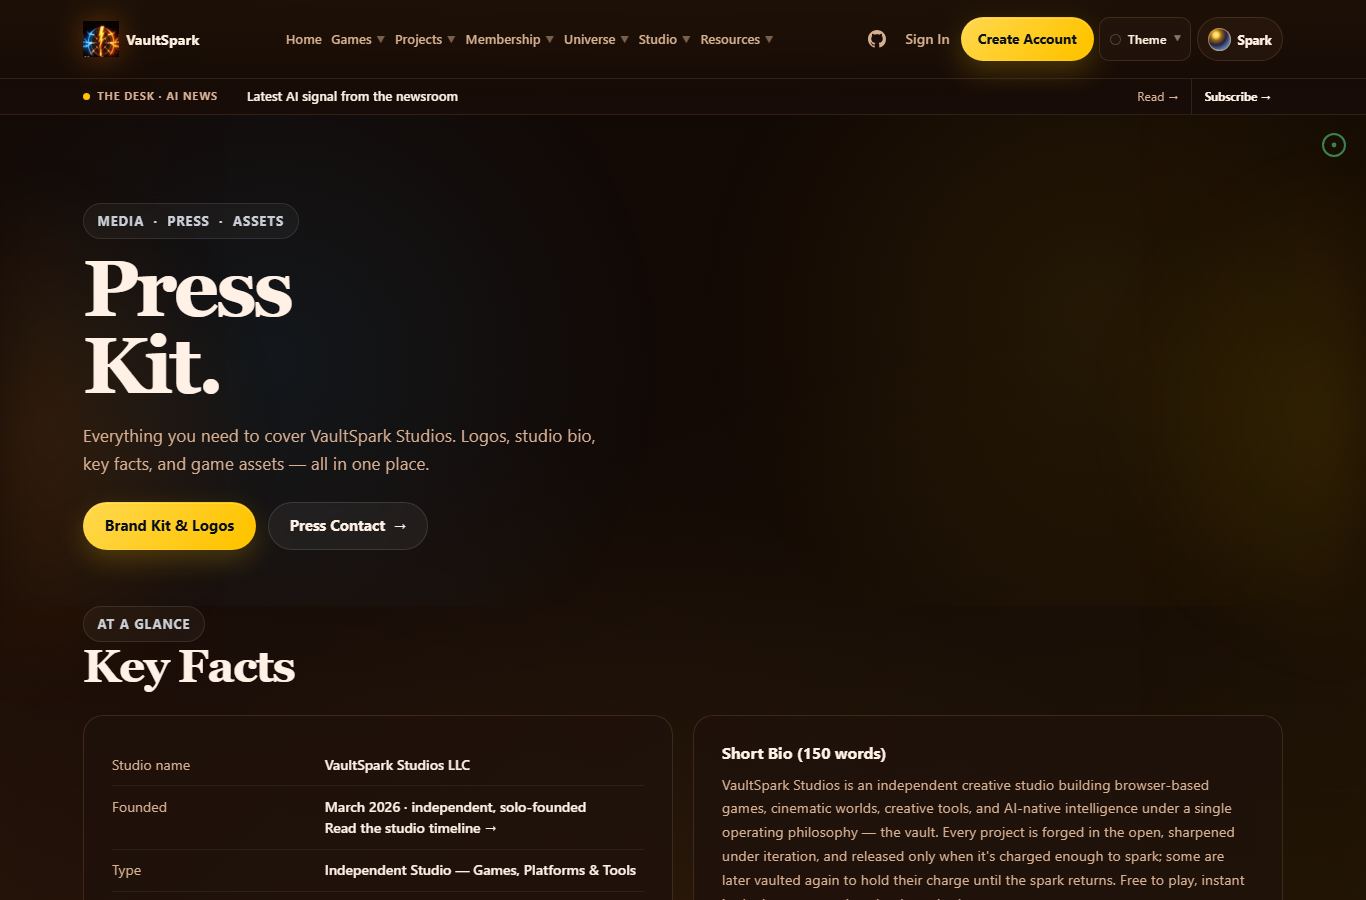 VaultSpark
Home Games Projects Membership Universe Studio Resources
Sign In
Create Account
Theme
Spark
THE DESK · AI NEWS
Latest AI signal from the newsroom
Read →
Subscribe →
MEDIA · PRESS · ASSETS
Press
Kit.
Everything you need to cover VaultSpark Studios. Logos, studio bio,
key facts, and game assets — all in one place.
Brand Kit & Logos
Press Contact →
AT A GLANCE
Key Facts
Studio name VaultSpark Studios LLC
Founded March 2026 · independent, solo-founded
Read the studio timeline →
Type Independent Studio — Games, Platforms & Tools
Short Bio (150 words)
VaultSpark Studios is an independent creative studio building browser-based
games, cinematic worlds, creative tools, and AI-native intelligence under a single
operating philosophy — the vault. Every project is forged in the open, sharpened
under iteration, and released only when it's charged enough to spark; some are
later vaulted again to hold their charge until the spark returns. Free to play, instant